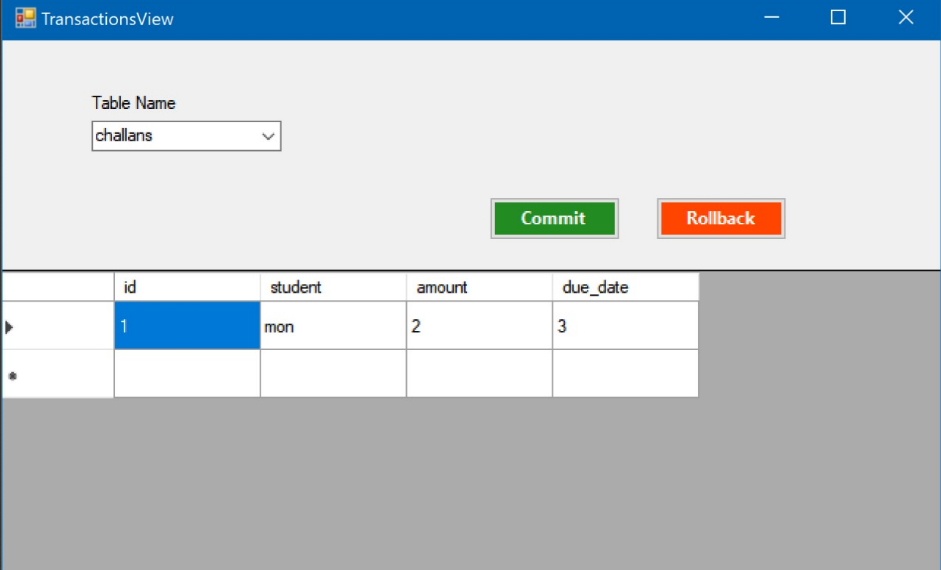 TransactionsView
Table Name
challans
Commit Rollback
id student amount due_date
1 mon 2 3